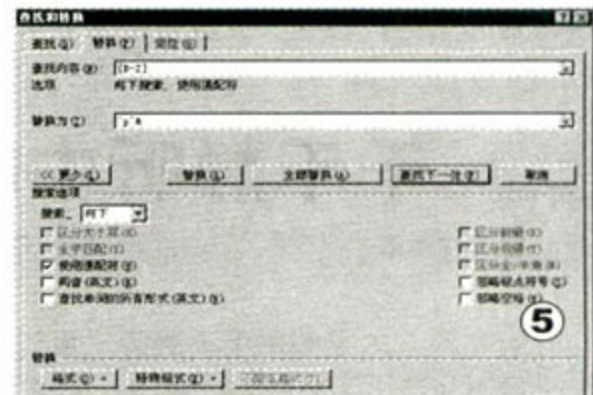 查找和替换
查找(D) 替换(P) 定位(G)
查找内容(N) [B-Z]
选项 向下搜索, 使用通配符
替换为(I) ^p^&
<< 更少(L) 替换(R) 全部替换(A) 查找下一处(F) 取消
搜索选项
搜索: 向下
区分大小写(H) 区分前缀(X)
全字匹配(Y) 区分后缀(T)
使用通配符(U) 区分全/半角(M)
同音(英文)(K) 忽略标点符号(S)
查找单词的所有形式(英文)(W) 忽略空格(W)
5
替换
格式(O) 特殊格式(E) 不限定格式(T)